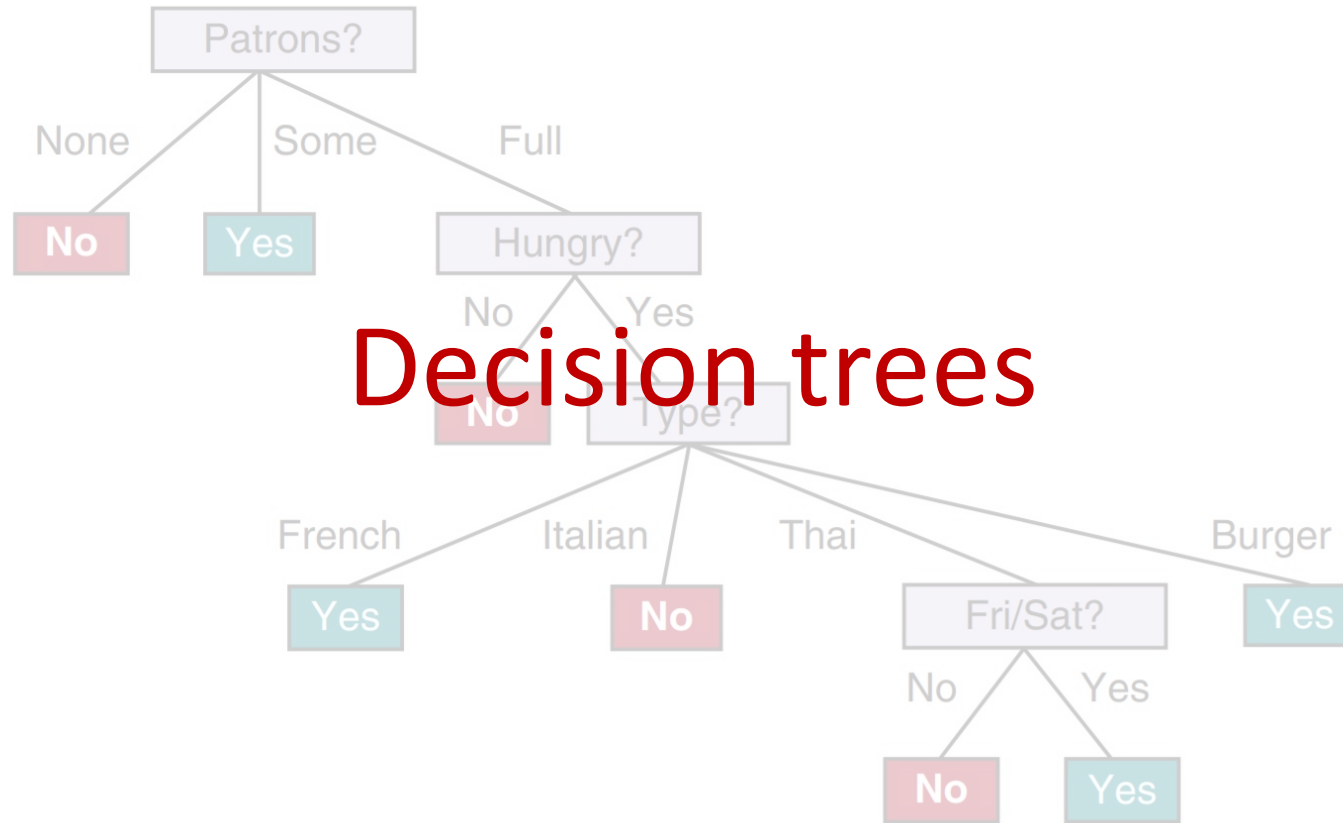 Patrons?
None Some Full
No Yes Hungry?
No Yes
Decision trees
No Type?
French Italian Thai Burger
Yes No Fri/Sat? Yes
No Yes
No Yes